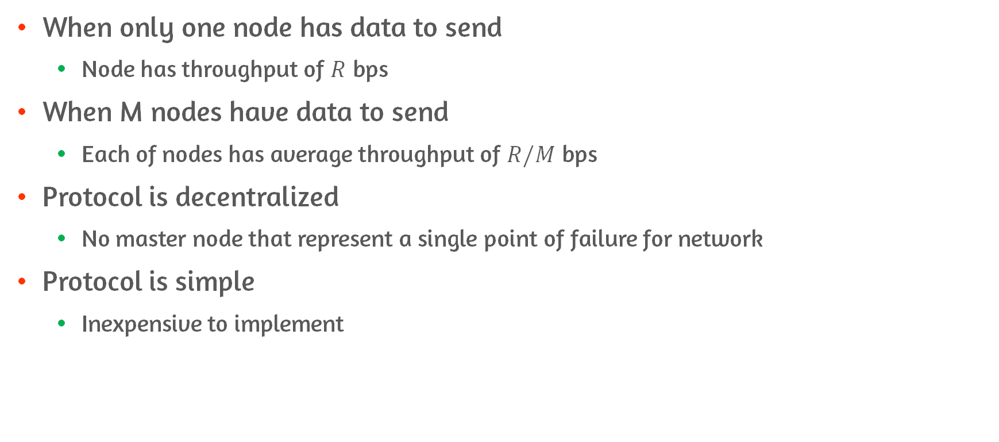 • When only one node has data to send
• Node has throughput of R bps
• When M nodes have data to send
• Each of nodes has average throughput of R/M bps
• Protocol is decentralized
• No master node that represent a single point of failure for network
• Protocol is simple
• Inexpensive to implement